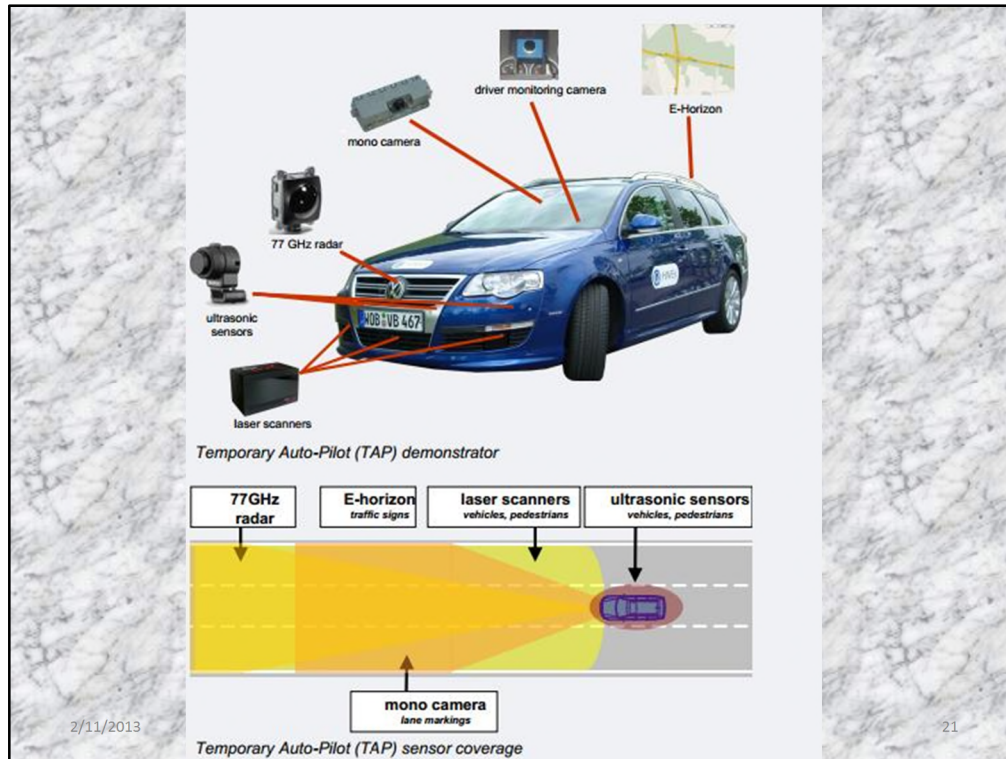 driver monitoring camera
E-Horizon
mono camera
77 GHz radar
ultrasonic
sensors
WOB VB 467
laser scanners
Temporary Auto-Pilot (TAP) demonstrator
77GHz
radar
E-horizon
traffic signs
laser scanners
vehicles, pedestrians
ultrasonic sensors
vehicles, pedestrians
mono camera
lane markings
2/11/2013
21
Temporary Auto-Pilot (TAP) sensor coverage